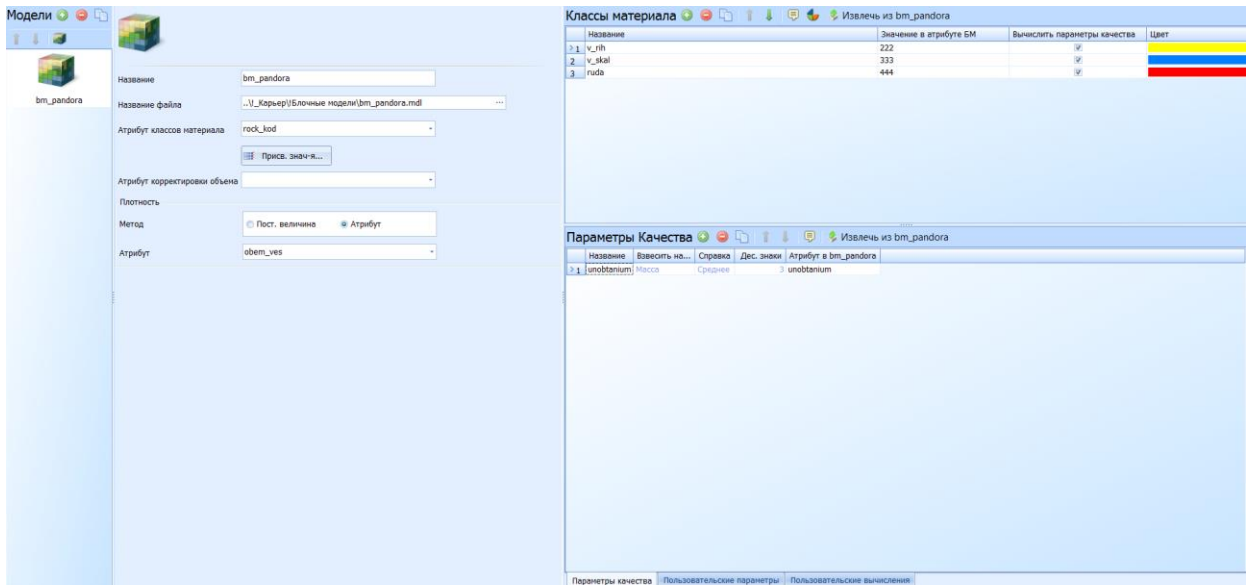 Модели
bm_pandora
Название bm_pandora
Название файла ..\!_Карьер\!Блочные модели\bm_pandora.mdl ...
Атрибут классов материала rock_kod
Присв. знач-я...
Атрибут корректировки объема
Плотность
Метод Пост. величина Атрибут
Атрибут obem_ves
Классы материала Извлечь из bm_pandora
Название Значение в атрибуте БМ Вычислить параметры качества Цвет
1 v_rih 222
2 v_skal 333
3 ruda 444
Параметры Качества Извлечь из bm_pandora
Название Взвесить на... Справка Дес. знаки Атрибут в bm_pandora
1 unobtanium Масса Среднее 3 unobtanium
Параметры качества Пользовательские параметры Пользовательские вычисления